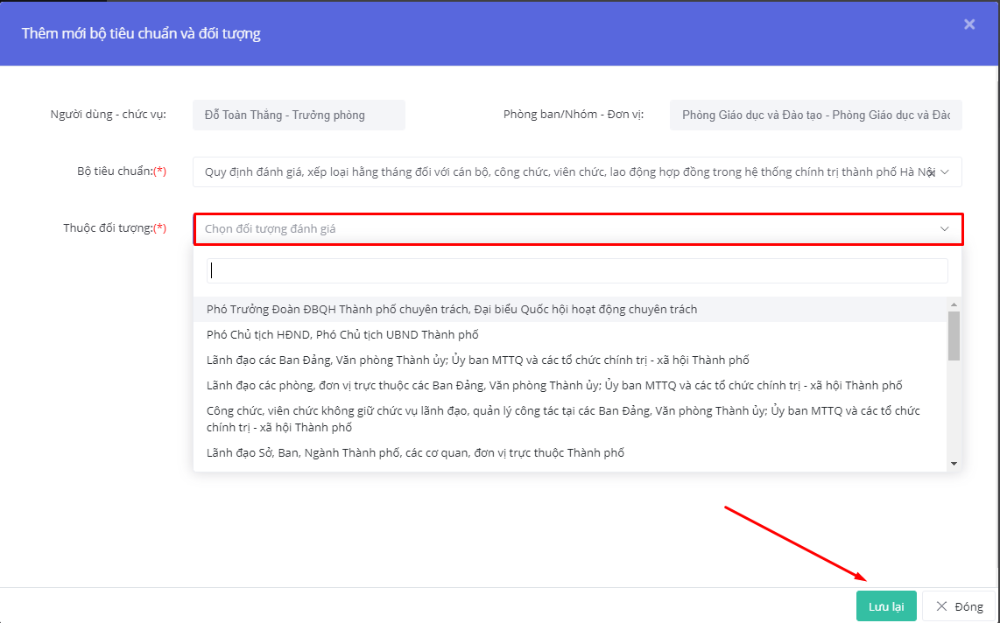 Thêm mới bộ tiêu chuẩn và đối tượng
Người dùng - chức vụ:
Đỗ Toàn Thắng - Trưởng phòng
Phòng ban/Nhóm - Đơn vị:
Phòng Giáo dục và Đào tạo - Phòng Giáo dục và Đàc
Bộ tiêu chuẩn:(*)
Quy định đánh giá, xếp loại hằng tháng đối với cán bộ, công chức, viên chức, lao động hợp đồng trong hệ thống chính trị thành phố Hà Nội
Thuộc đối tượng:(*)
Chọn đối tượng đánh giá
Phó Trưởng Đoàn ĐBQH Thành phố chuyên trách, Đại biểu Quốc hội hoạt động chuyên trách
Phó Chủ tịch HĐND, Phó Chủ tịch UBND Thành phố
Lãnh đạo các Ban Đảng, Văn phòng Thành ủy; Ủy ban MTTQ và các tổ chức chính trị - xã hội Thành phố
Lãnh đạo các phòng, đơn vị trực thuộc các Ban Đảng, Văn phòng Thành ủy; Ủy ban MTTQ và các tổ chức chính trị - xã hội Thành phố
Công chức, viên chức không giữ chức vụ lãnh đạo, quản lý công tác tại các Ban Đảng, Văn phòng Thành ủy; Ủy ban MTTQ và các tổ chức
chính trị - xã hội Thành phố
Lãnh đạo Sở, Ban, Ngành Thành phố, các cơ quan, đơn vị trực thuộc Thành phố
Lưu lại
Đóng